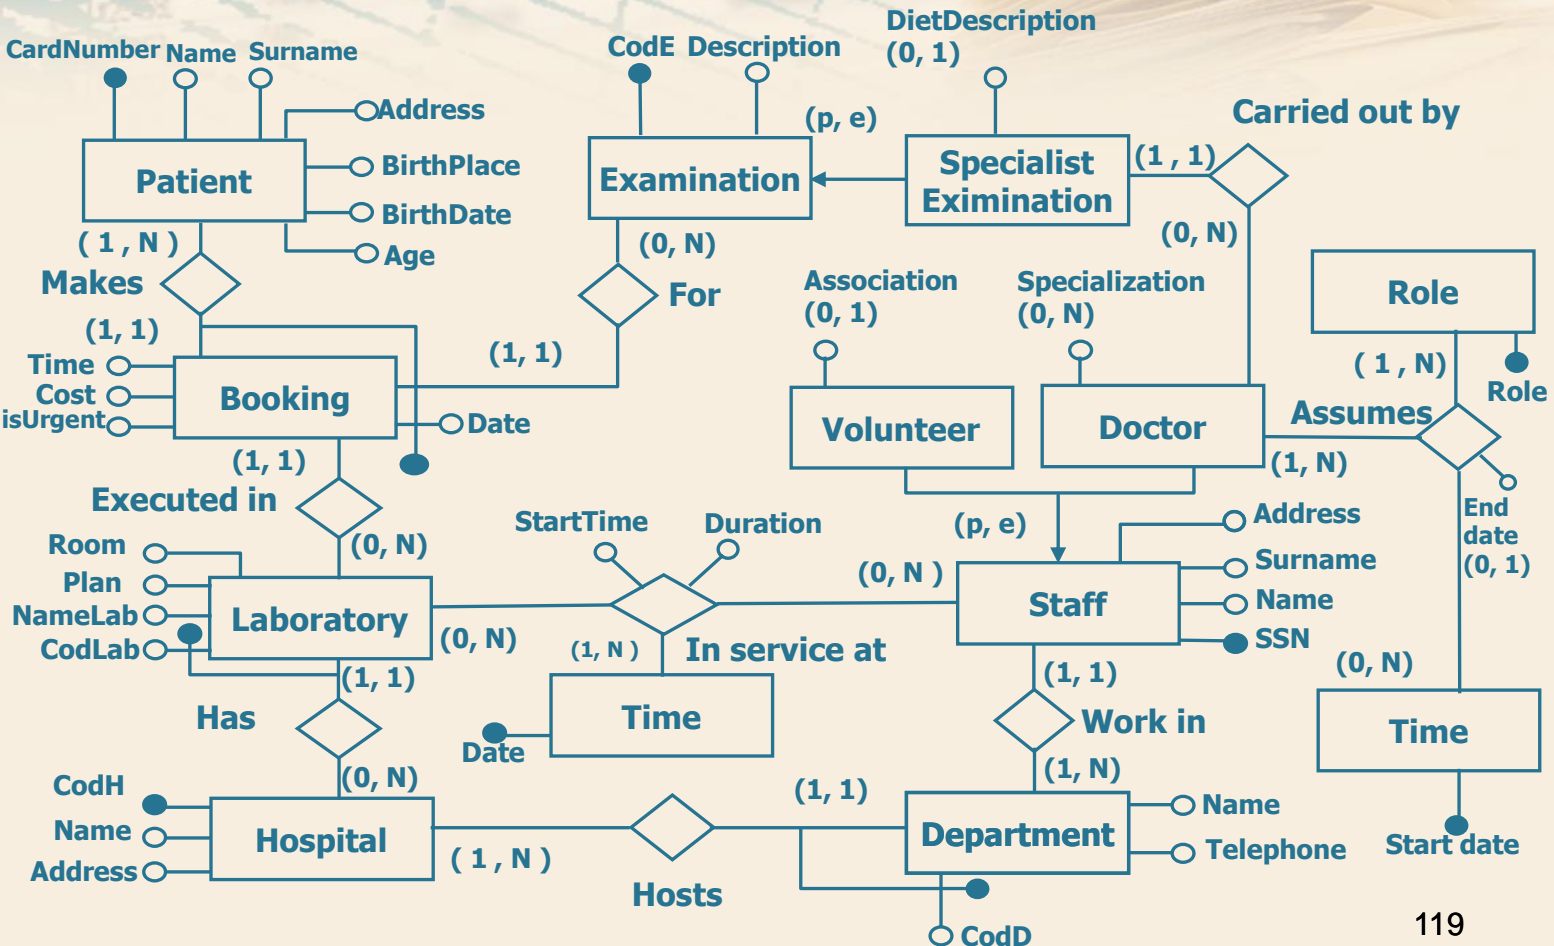 DietDescription
(0, 1)
CardNumber Name Surname
CodE Description
Address
(p, e)
Carried out by
Patient
BirthPlace
BirthDate
Age
Examination
Specialist
Eximination
(1 , 1)
( 1 , N )
(0, N)
(0, N)
Makes
For
Association
(0, 1)
Specialization
(0, N)
Role
(1, 1)
(1, 1)
( 1 , N)
Role
Time
Cost
isUrgent
Booking
Date
Volunteer
Doctor
Assumes
(1, N)
(1, 1)
Executed in
(0, N)
StartTime
Duration
(p, e)
Address
End
date
(0, 1)
Room
Plan
NameLab
CodLab
Laboratory
(0, N)
(0, N )
Staff
Surname
Name
SSN
(1, N )
In service at
(1, 1)
(1, 1)
(0, N)
Has
Time
Date
Work in
Time
(0, N)
(1, N)
CodH
Name
Address
Hospital
( 1 , N )
Hosts
(1, 1)
Department
Name
Telephone
Start date
CodD
119